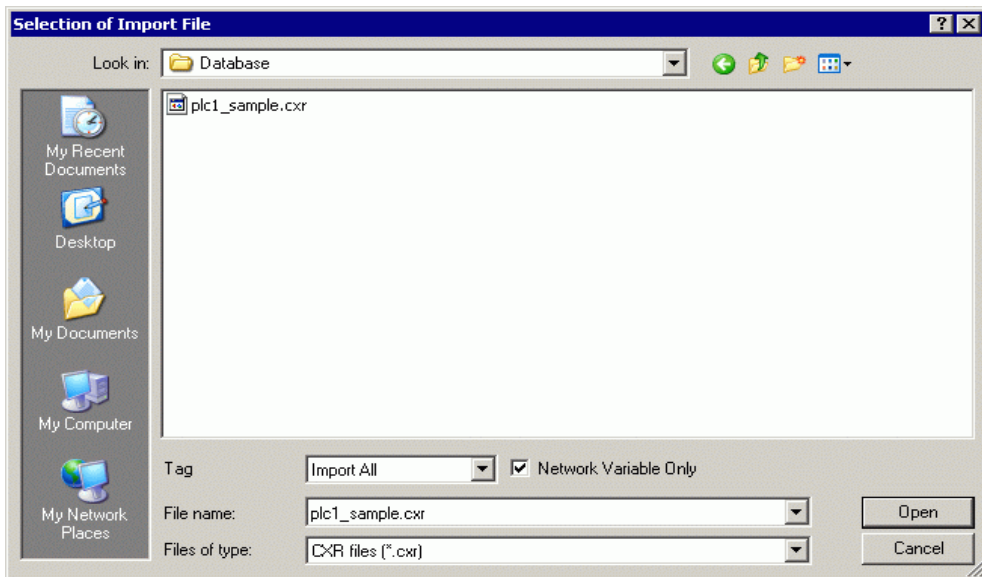 Selection of Import File
Look in: Database
plc1_sample.cxr
My Recent
Documents
Desktop
My Documents
My Computer
My Network
Places
Tag Import All Network Variable Only
File name: plc1_sample.cxr Open
Files of type: CXR files (*.cxr) Cancel